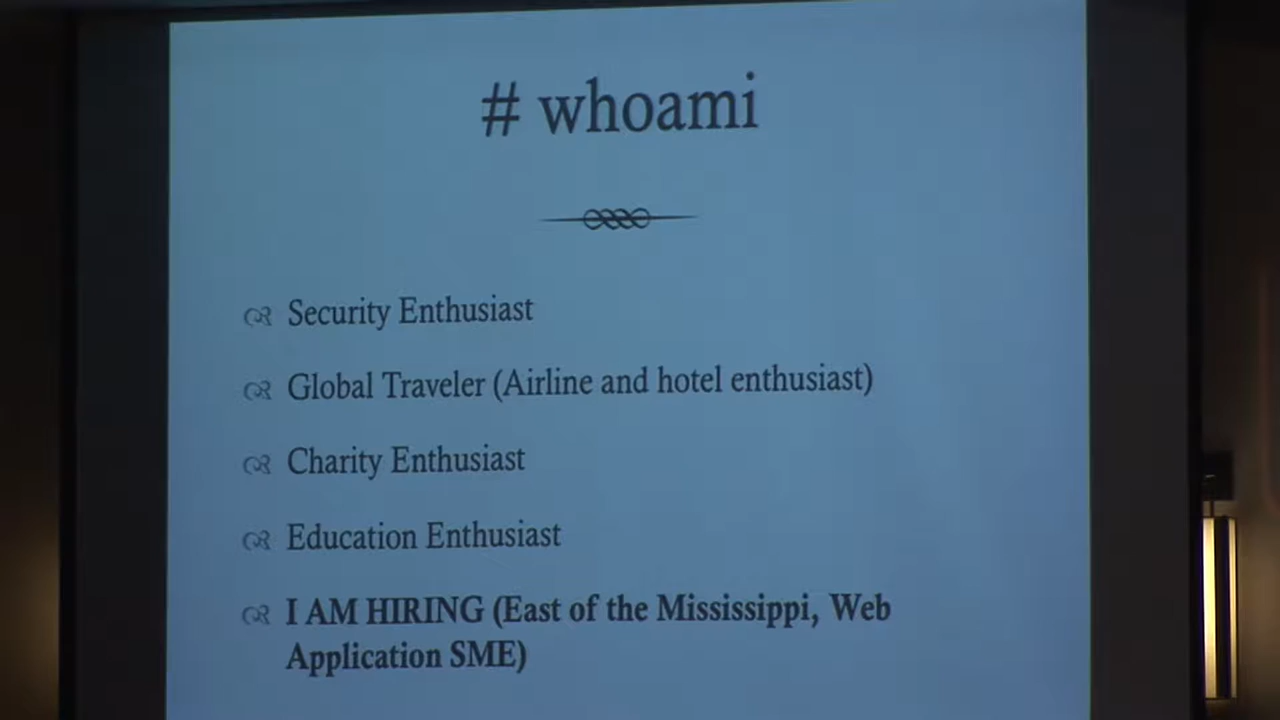 # whoami
Security Enthusiast
Global Traveler (Airline and hotel enthusiast)
Charity Enthusiast
Education Enthusiast
I AM HIRING (East of the Mississippi, Web
Application SME)